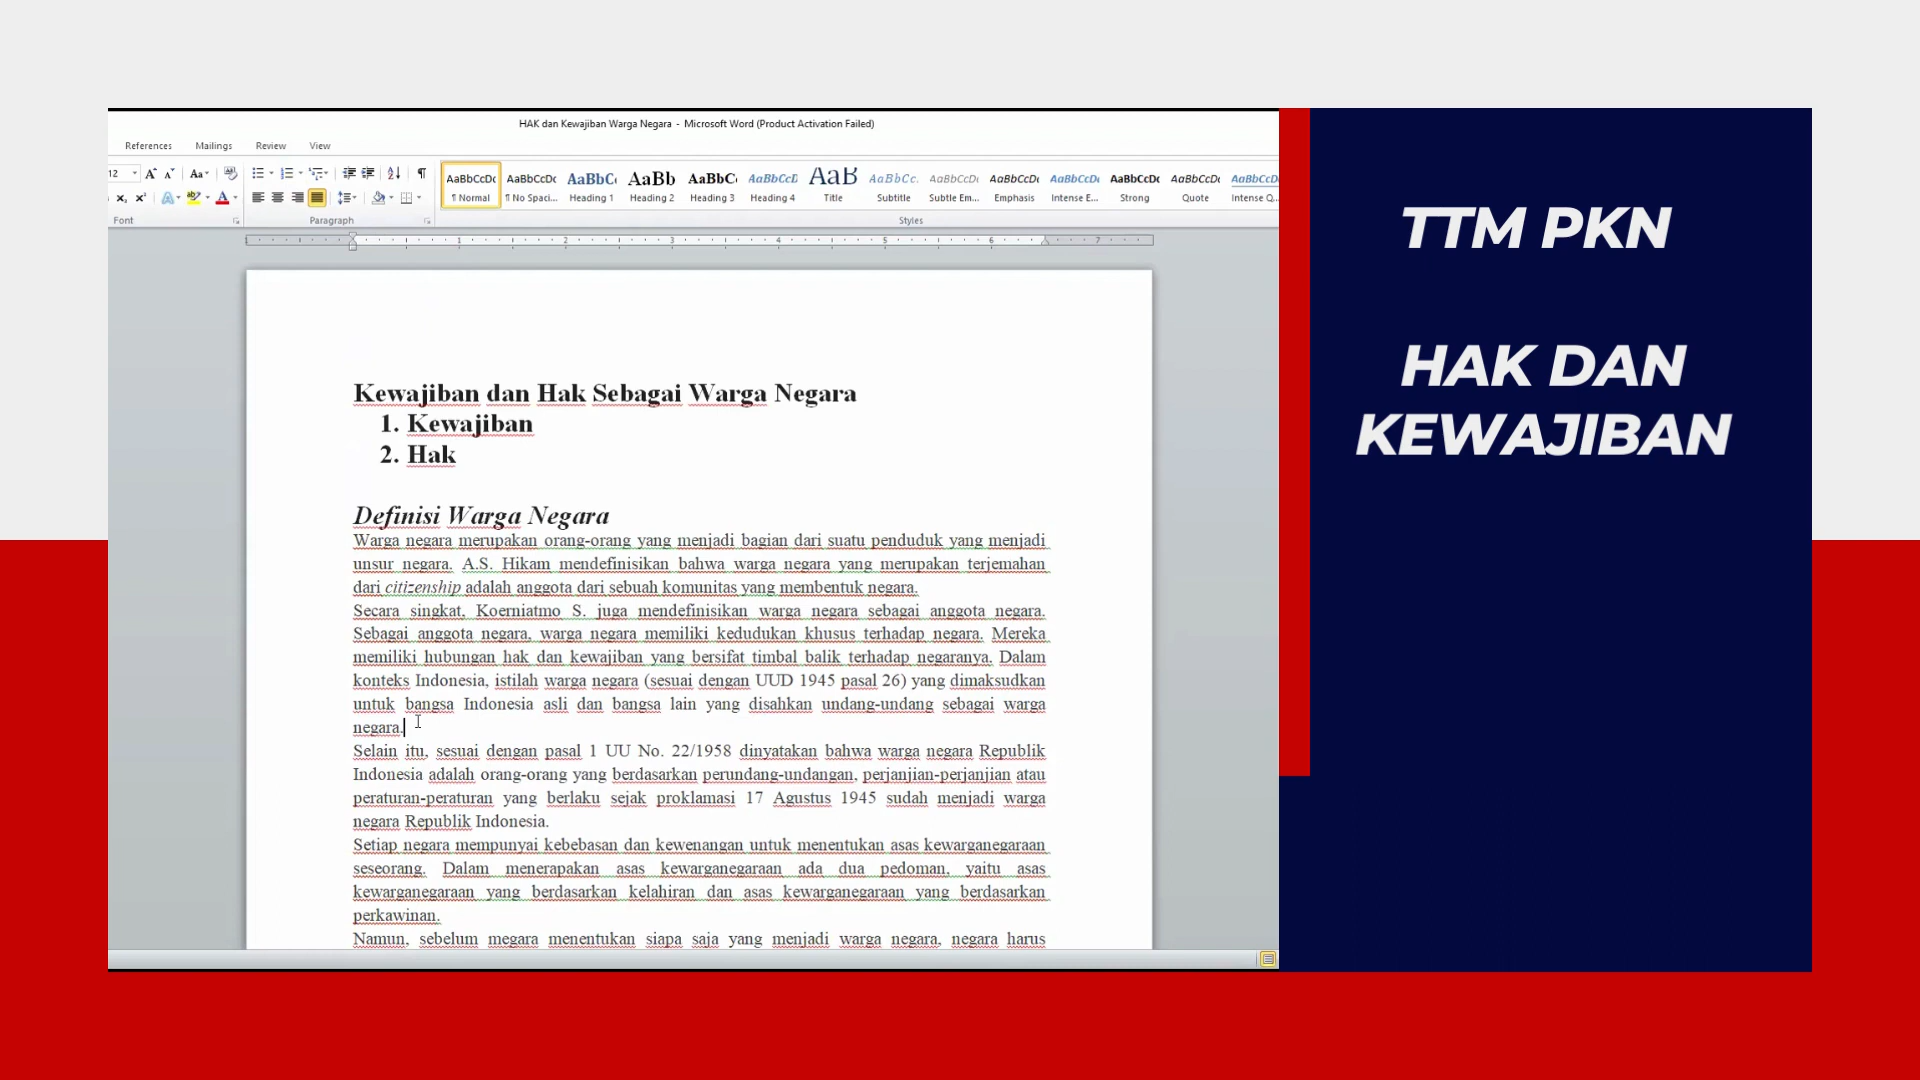 HAK dan Kewajiban Warga Negara - Microsoft Word (Product Activation Failed)
References Mailings Review View
12 Aa
AaBbCcDc AaBbCcDc AaBbC AaBb AaBbC AaBbCcD AaB AaBbCc. AaBbCcDc AaBbCcDc AaBbCcDc AaBbCcDc AaBbCcDc AaBbCcDc
¶ Normal ¶ No Spaci... Heading 1 Heading 2 Heading 3 Heading 4 Title Subtitle Subtle Em... Emphasis Intense E... Strong Quote Intense Q...
Font Paragraph Styles
1 2 3 4 5 6 7
Kewajiban dan Hak Sebagai Warga Negara
1. Kewajiban
2. Hak
Definisi Warga Negara
Warga negara merupakan orang-orang yang menjadi bagian dari suatu penduduk yang menjadi
unsur negara. A.S. Hikam mendefinisikan bahwa warga negara yang merupakan terjemahan
dari citizenship adalah anggota dari sebuah komunitas yang membentuk negara.
Secara singkat, Koerniatmo S. juga mendefinisikan warga negara sebagai anggota negara.
Sebagai anggota negara, warga negara memiliki kedudukan khusus terhadap negara. Mereka
memiliki hubungan hak dan kewajiban yang bersifat timbal balik terhadap negaranya. Dalam
konteks Indonesia, istilah warga negara (sesuai dengan UUD 1945 pasal 26) yang dimaksudkan
untuk bangsa Indonesia asli dan bangsa lain yang disahkan undang-undang sebagai warga
negara.
Selain itu, sesuai dengan pasal 1 UU No. 22/1958 dinyatakan bahwa warga negara Republik
Indonesia adalah orang-orang yang berdasarkan perundang-undangan, perjanjian-perjanjian atau
peraturan-peraturan yang berlaku sejak proklamasi 17 Agustus 1945 sudah menjadi warga
negara Republik Indonesia.
Setiap negara mempunyai kebebasan dan kewenangan untuk menentukan asas kewarganegaraan
seseorang. Dalam menerapakan asas kewarganegaraan ada dua pedoman, yaitu asas
kewarganegaraan yang berdasarkan kelahiran dan asas kewarganegaraan yang berdasarkan
perkawinan.
Namun, sebelum megara menentukan siapa saja yang menjadi warga negara, negara harus
TTM PKN
HAK DAN
KEWAJIBAN